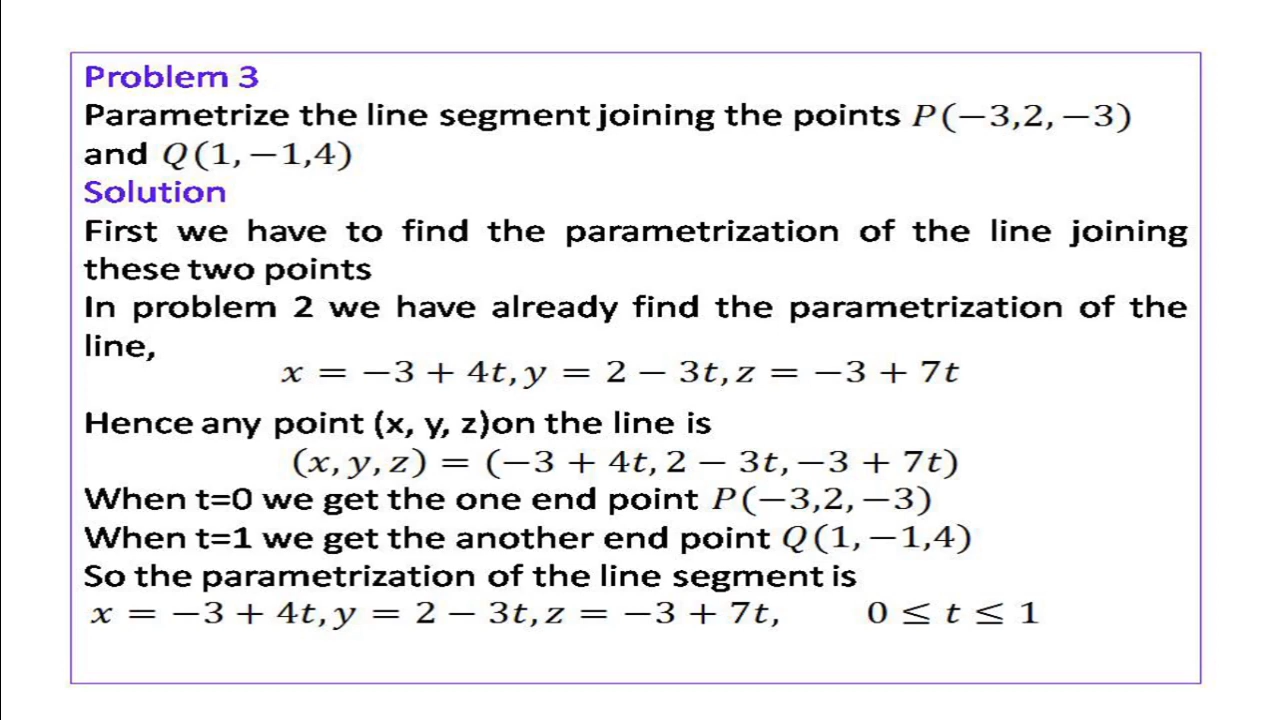 Problem 3
Parametrize the line segment joining the points P(−3,2, −3)
and Q(1, −1,4)
Solution
First we have to find the parametrization of the line joining
these two points
In problem 2 we have already find the parametrization of the
line,
x = −3 + 4t, y = 2 − 3t, z = −3 + 7t
Hence any point (x, y, z)on the line is
(x, y, z) = (−3 + 4t, 2 − 3t, −3 + 7t)
When t=0 we get the one end point P(−3,2, −3)
When t=1 we get the another end point Q(1, −1,4)
So the parametrization of the line segment is
x = −3 + 4t, y = 2 − 3t, z = −3 + 7t, 0 ≤ t ≤ 1